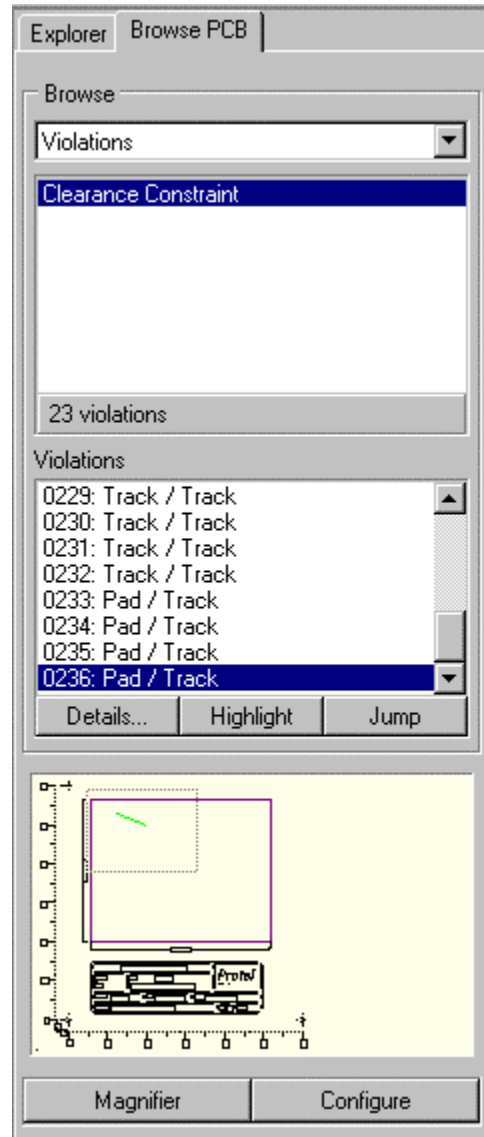 Explorer Browse PCB
Browse
Violations
Clearance Constraint
23 violations
Violations
0229: Track / Track
0230: Track / Track
0231: Track / Track
0232: Track / Track
0233: Pad / Track
0234: Pad / Track
0235: Pad / Track
0236: Pad / Track
Details... Highlight Jump
Protel
Magnifier Configure